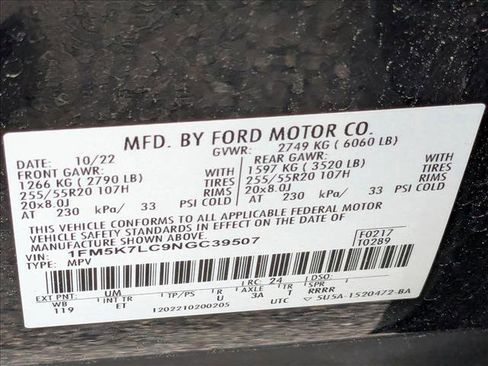 MFD. BY FORD MOTOR CO.
DATE: 10/22 GVWR: 2749 KG ( 6060 LB)
FRONT GAWR: WITH REAR GAWR: WITH
1266 KG ( 2790 LB) TIRES 1597 KG ( 3520 LB) TIRES
255/55R20 107H RIMS 255/55R20 107H RIMS
20x8.0J 20x8.0J
AT 230 kPa/ 33 PSI COLD AT 230 kPa/ 33 PSI COLD
THIS VEHICLE CONFORMS TO ALL APPLICABLE FEDERAL MOTOR
VEHICLE SAFETY STANDARDS IN EFFECT ON THE DATE OF
MANUFACTURE SHOWN ABOVE.
VIN: 1FM5K7LC9NGC39507 F0217
TYPE: MPV T0289
EXT PNT: UM RC: 24 DSO:
WB INT TR TP/PS R AXLE TR SPR
119 ET U 3A T RRRR
1202210200205 UTC 5U5A-1520472-BA